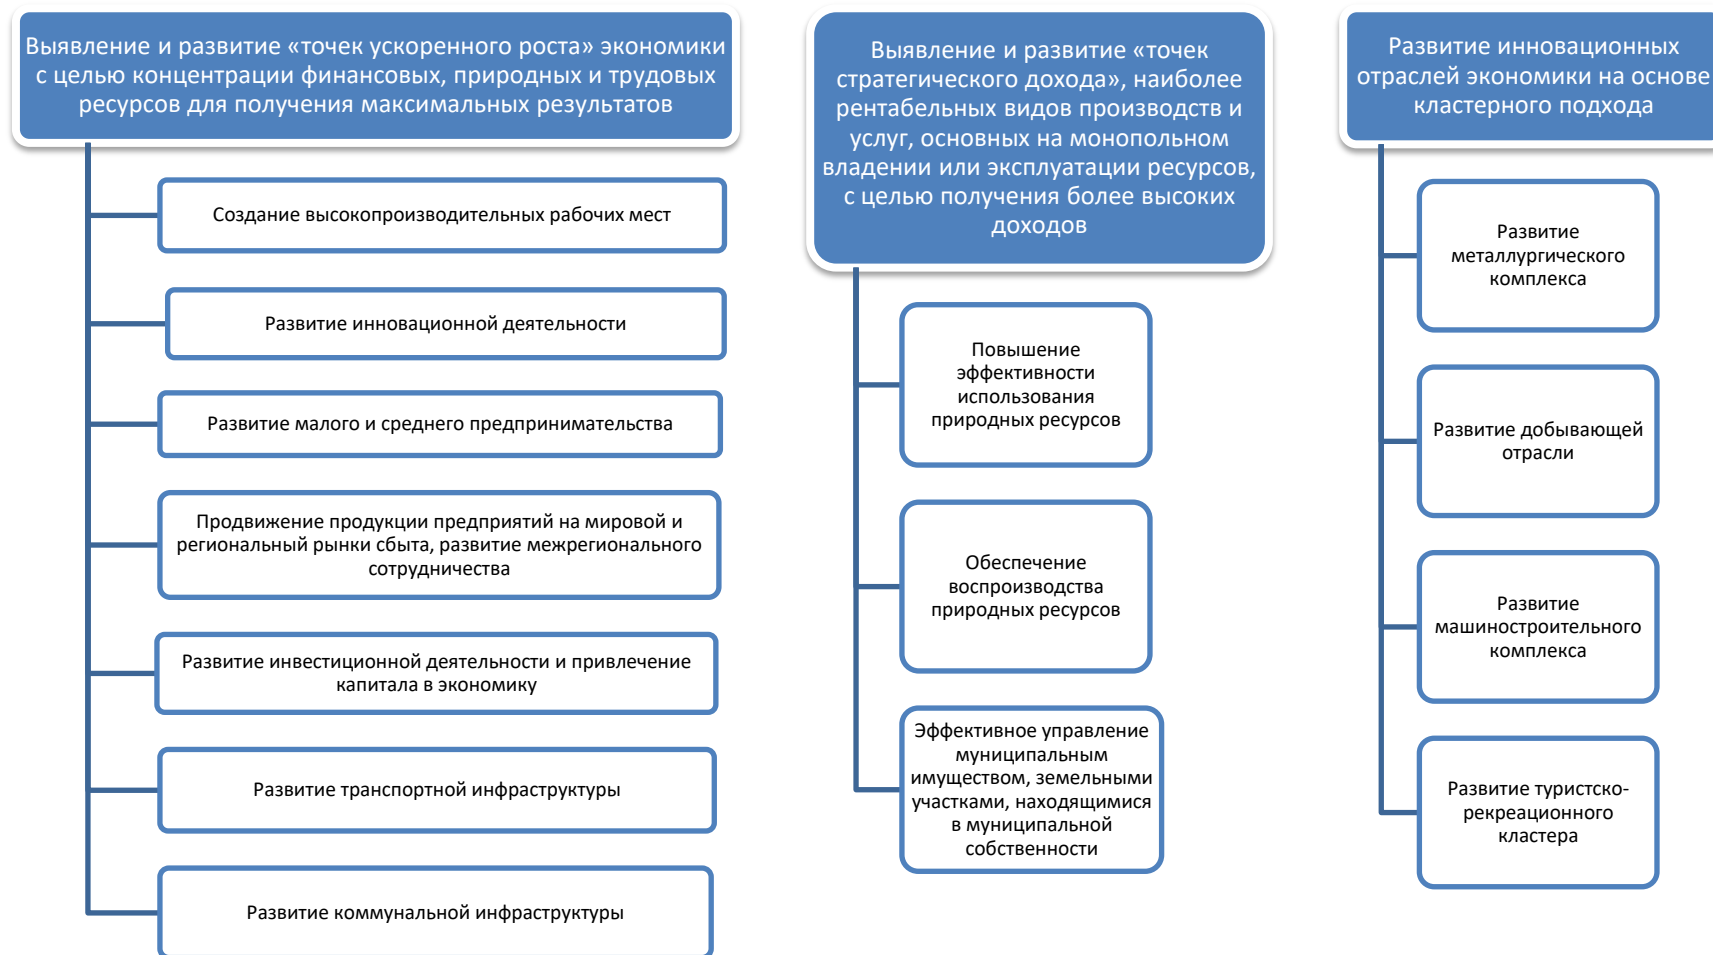 Выявление и развитие «точек ускоренного роста» экономики
с целью концентрации финансовых, природных и трудовых
ресурсов для получения максимальных результатов
Создание высокопроизводительных рабочих мест
Развитие инновационной деятельности
Развитие малого и среднего предпринимательства
Продвижение продукции предприятий на мировой и
региональный рынки сбыта, развитие межрегионального
сотрудничества
Развитие инвестиционной деятельности и привлечение
капитала в экономику
Развитие транспортной инфраструктуры
Развитие коммунальной инфраструктуры
Выявление и развитие «точек
стратегического дохода», наиболее
рентабельных видов производств и
услуг, основных на монопольном
владении или эксплуатации ресурсов,
с целью получения более высоких
доходов
Повышение
эффективности
использования
природных ресурсов
Обеспечение
воспроизводства
природных ресурсов
Эффективное управление
муниципальным
имуществом, земельными
участками, находящимися
в муниципальной
собственности
Развитие инновационных
отраслей экономики на основе
кластерного подхода
Развитие
металлургического
комплекса
Развитие добывающей
отрасли
Развитие
машиностроительного
комплекса
Развитие туристско-
рекреационного
кластера